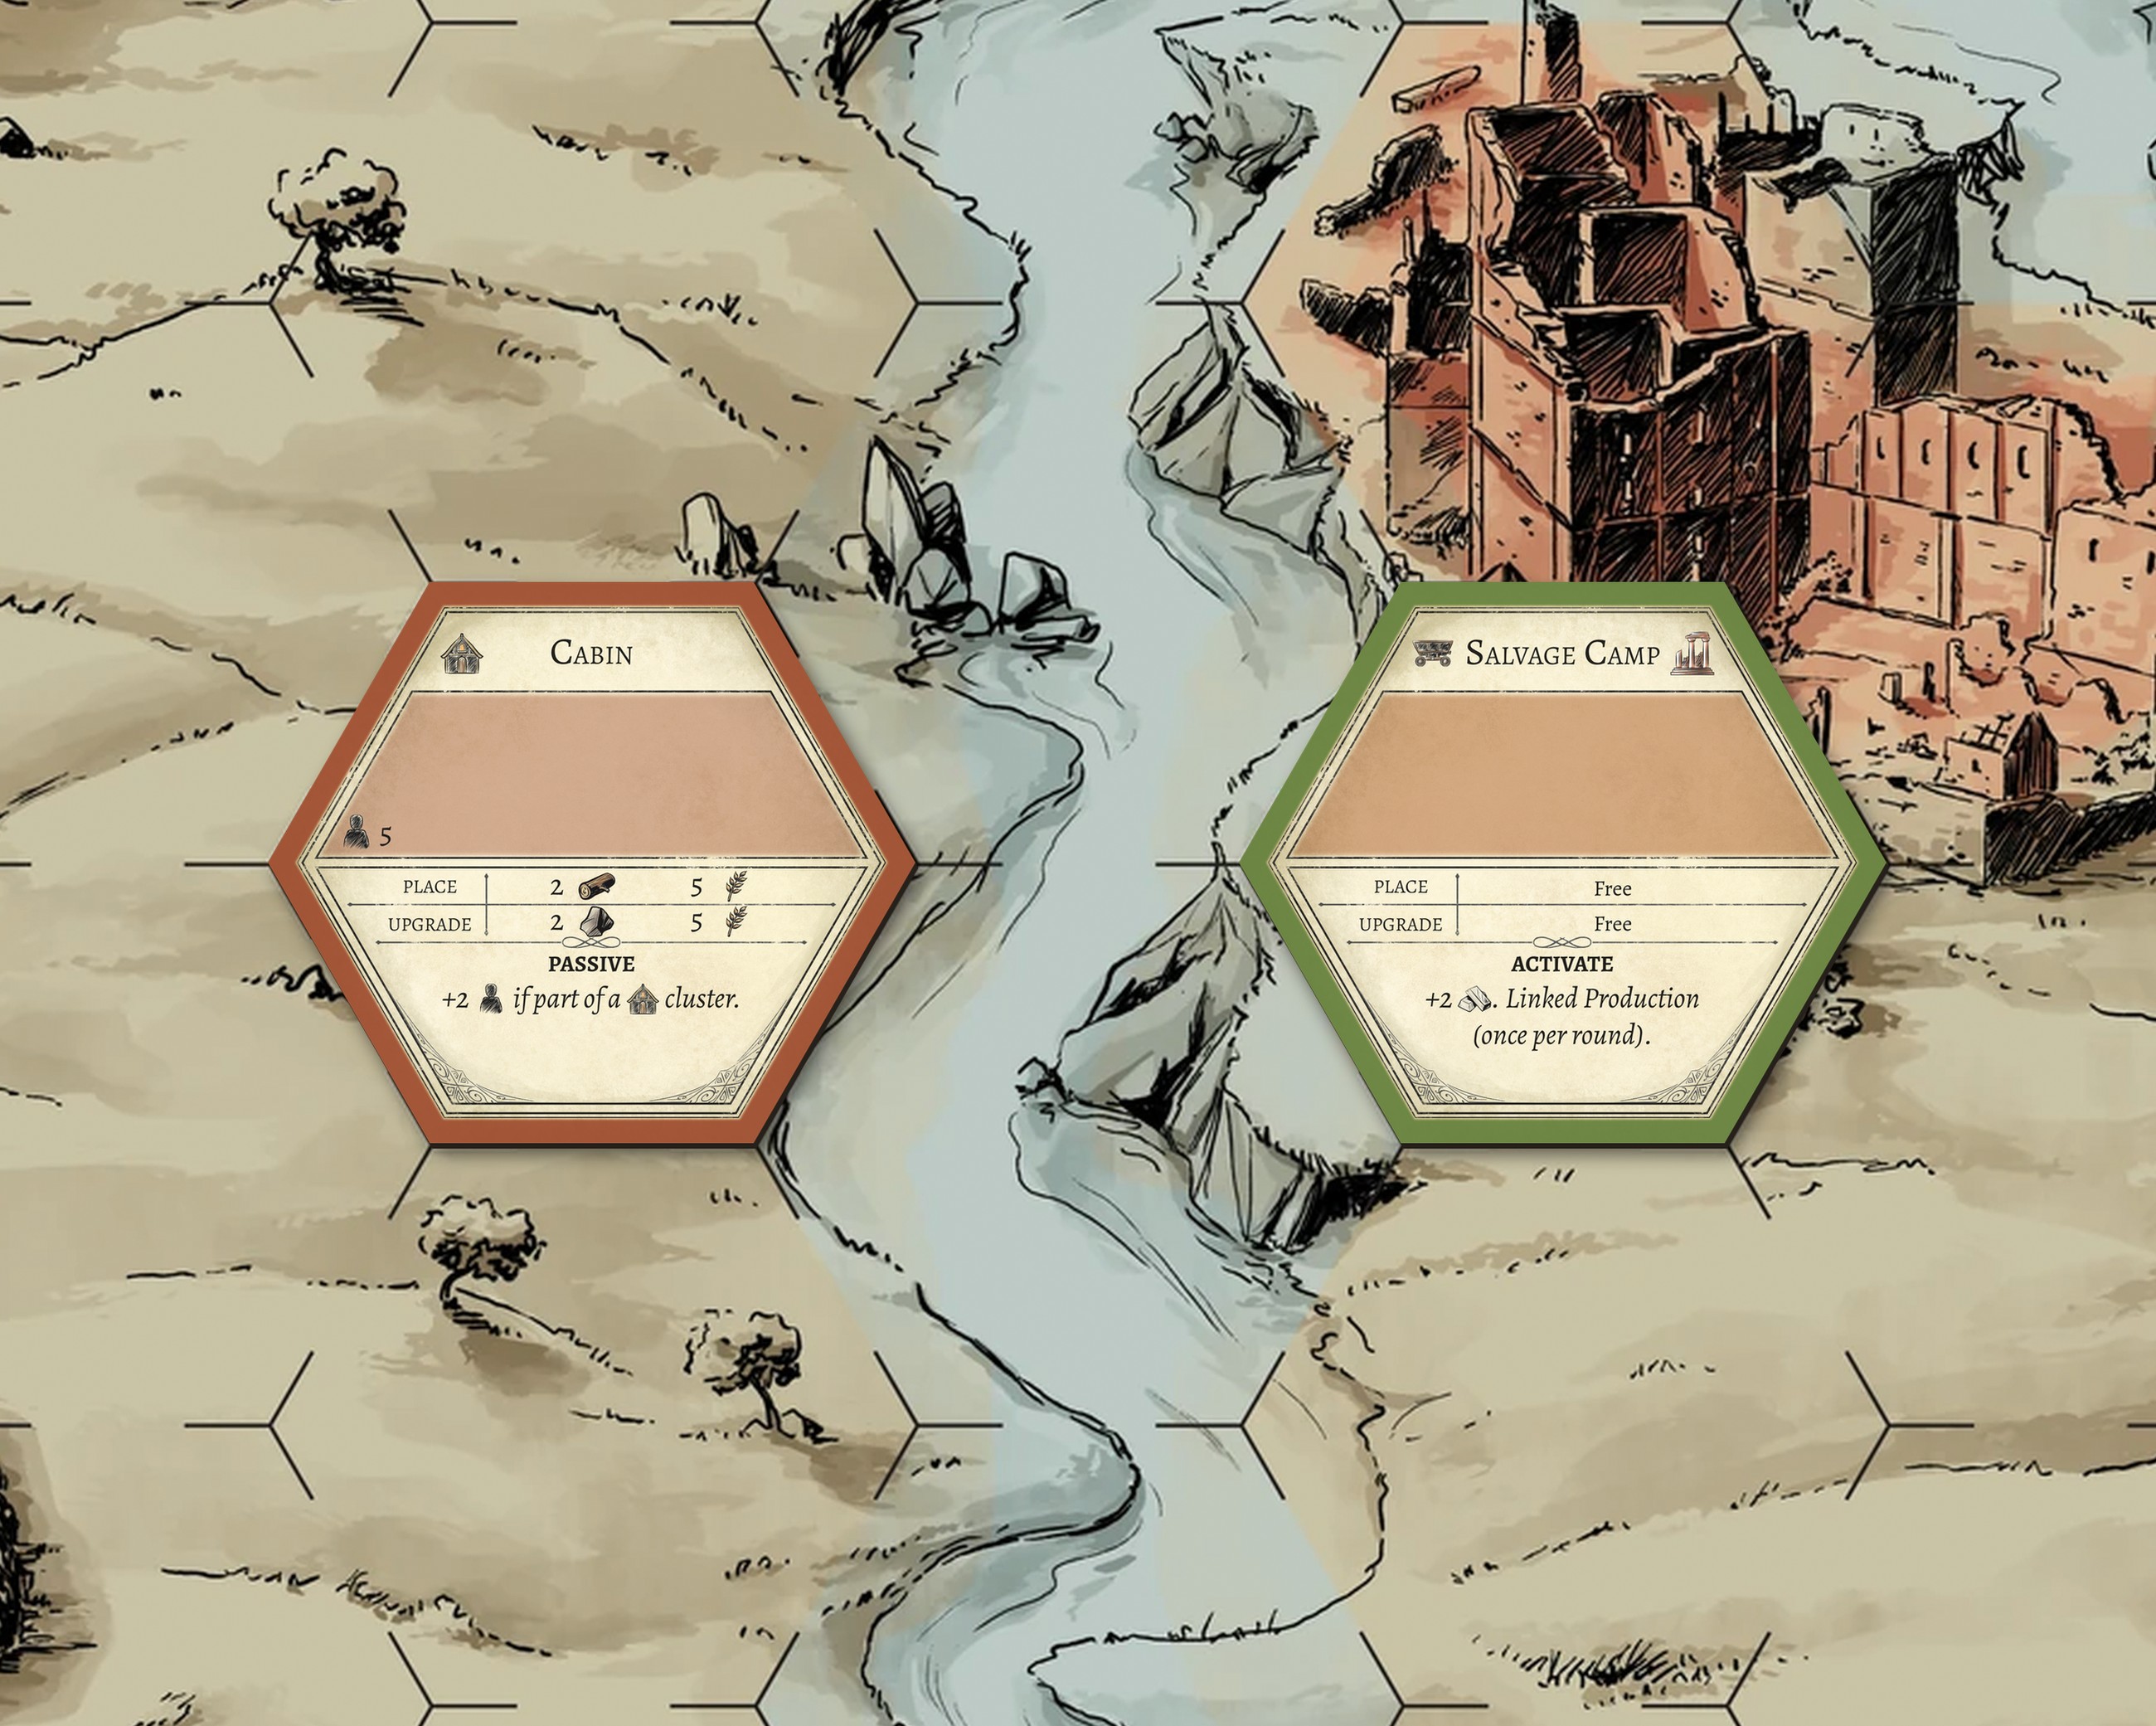 Cabin
5
PLACE 2 5
UPGRADE 2 5
PASSIVE
+2 if part of a cluster.
Salvage Camp
PLACE Free
UPGRADE Free
ACTIVATE
+2 . Linked Production
(once per round).